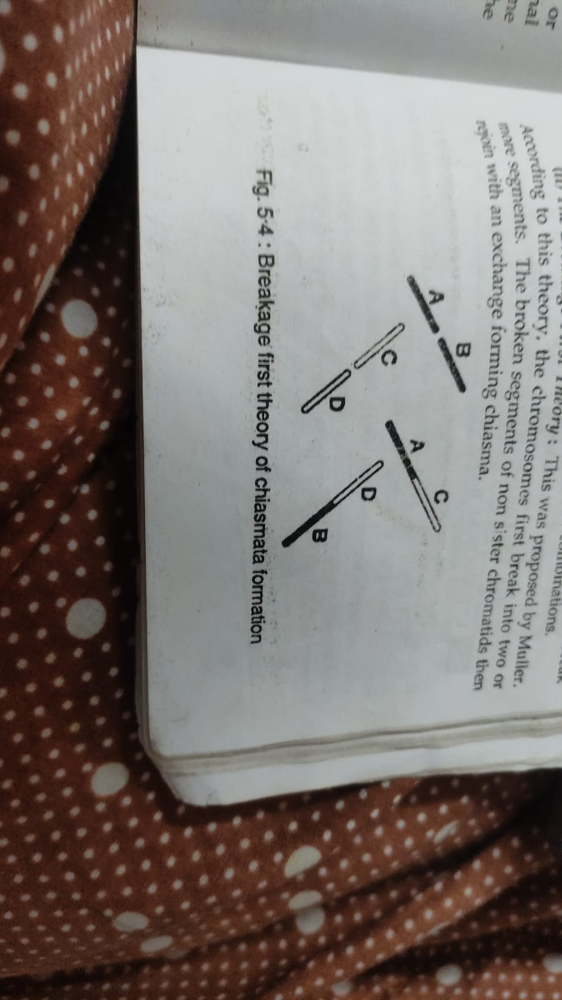 or
Theory : This was proposed by Muller.
According to this theory, the chromosomes first break into two or
more segments. The broken segments of non sister chromatids then
rejoin with an exchange forming chiasma.
A B
A C
C D
D B
Fig. 5·4 : Breakage first theory of chiasmata formation